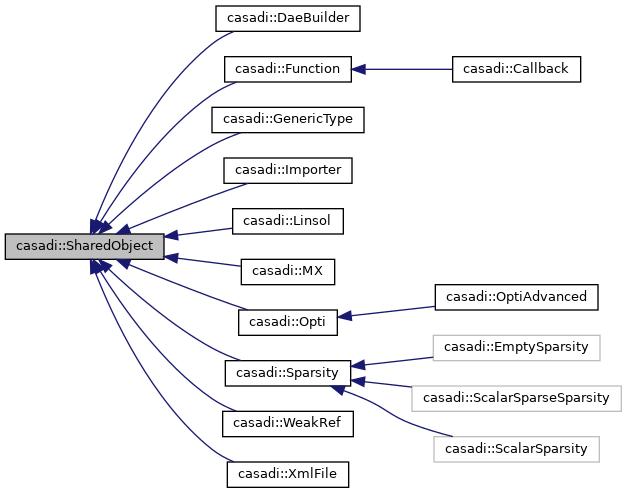 casadi::DaeBuilder
casadi::Function
casadi::Callback
casadi::GenericType
casadi::Importer
casadi::Linsol
casadi::SharedObject
casadi::MX
casadi::OptiAdvanced
casadi::Opti
casadi::EmptySparsity
casadi::Sparsity
casadi::ScalarSparseSparsity
casadi::WeakRef
casadi::ScalarSparsity
casadi::XmlFile